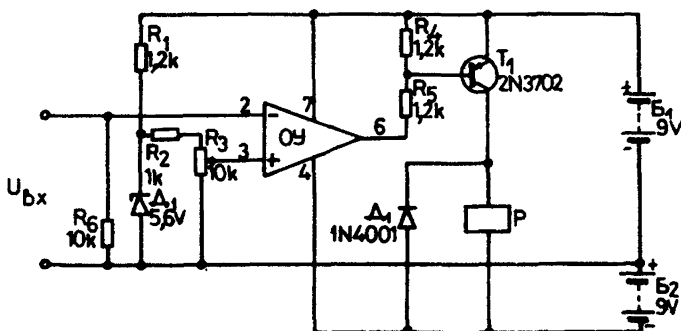 R1
1,2k
R4
1,2k
T1
2N3702
R5
1,2k
+
Б1
9V
-
2
-
7
ОУ
6
R2
1k
R3
10k
3
+
4
Uвх
R6
10k
Д1
5,6V
Д1
1N4001
P
+
Б2
9V
-